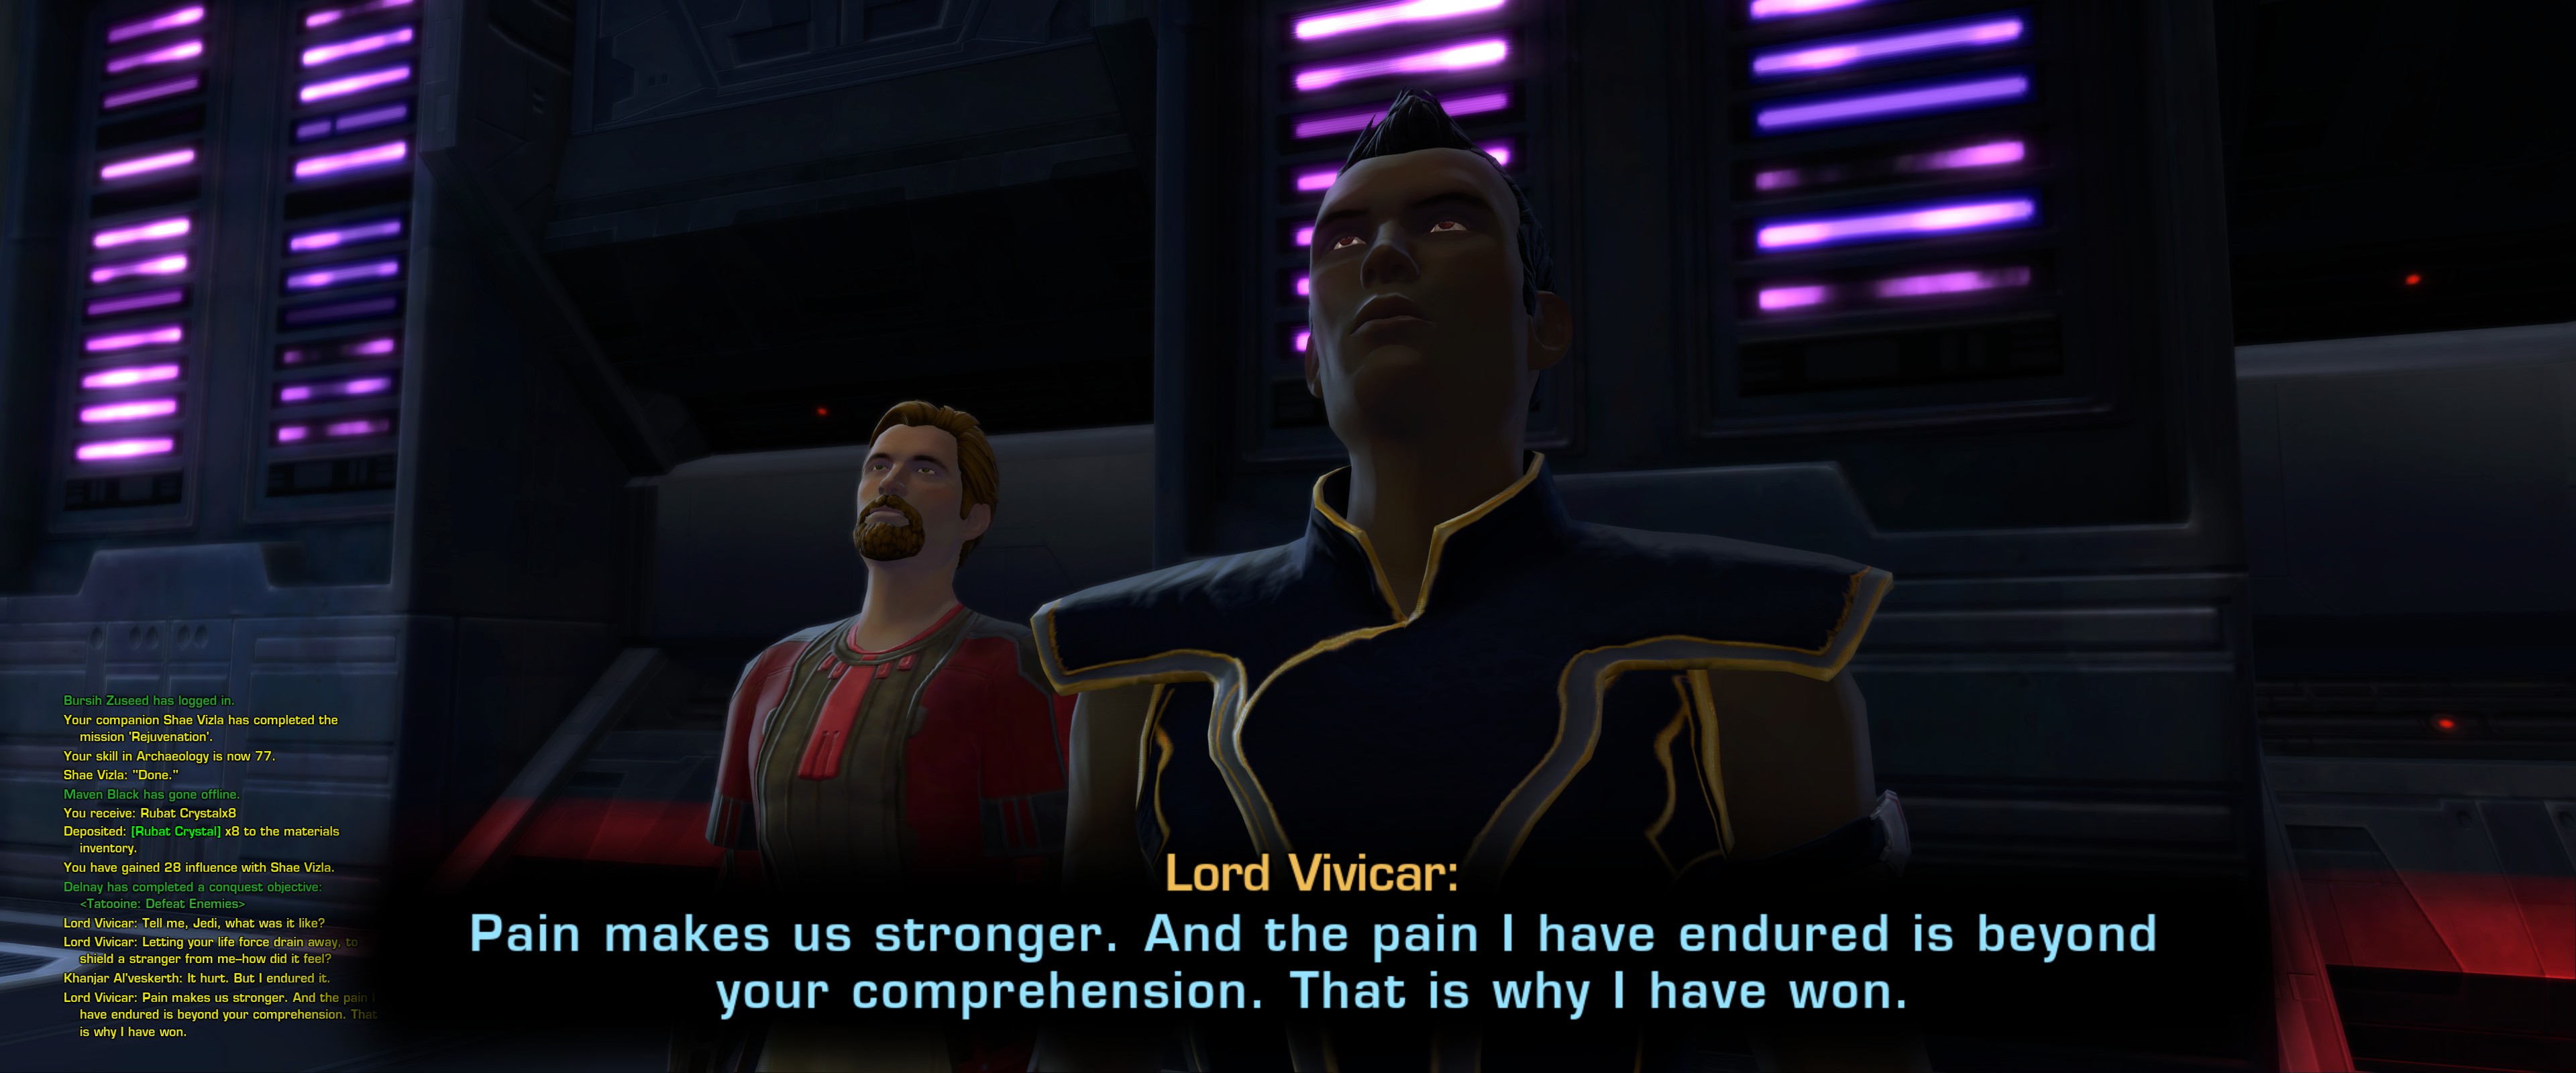 Bursih Zuseed has logged in.
Your companion Shae Vizla has completed the
mission 'Rejuvenation'.
Your skill in Archaeology is now 77.
Shae Vizla: "Done."
Maven Black has gone offline.
You receive: Rubat Crystalx8
Deposited: [Rubat Crystal] x8 to the materials
inventory.
You have gained 28 influence with Shae Vizla.
Delnay has completed a conquest objective:
<Tatooine: Defeat Enemies>
Lord Vivicar: Tell me, Jedi, what was it like?
Lord Vivicar: Letting your life force drain away, to
shield a stranger from me—how did it feel?
Khanjar Al'veskerth: It hurt. But I endured it.
Lord Vivicar: Pain makes us stronger. And the pain I
have endured is beyond your comprehension. That
is why I have won.
Lord Vivicar:
Pain makes us stronger. And the pain I have endured is beyond
your comprehension. That is why I have won.